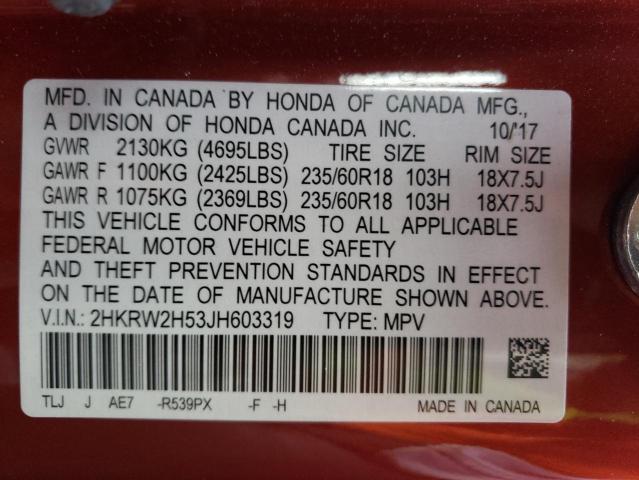 MFD. IN CANADA BY HONDA OF CANADA MFG.,
A DIVISION OF HONDA CANADA INC. 10/'17
GVWR 2130KG (4695LBS) TIRE SIZE RIM SIZE
GAWR F 1100KG (2425LBS) 235/60R18 103H 18X7.5J
GAWR R 1075KG (2369LBS) 235/60R18 103H 18X7.5J
THIS VEHICLE CONFORMS TO ALL APPLICABLE
FEDERAL MOTOR VEHICLE SAFETY
AND THEFT PREVENTION STANDARDS IN EFFECT
ON THE DATE OF MANUFACTURE SHOWN ABOVE.
V.I.N.: 2HKRW2H53JH603319 TYPE: MPV
TLJ J AE7 -R539PX -F -H MADE IN CANADA